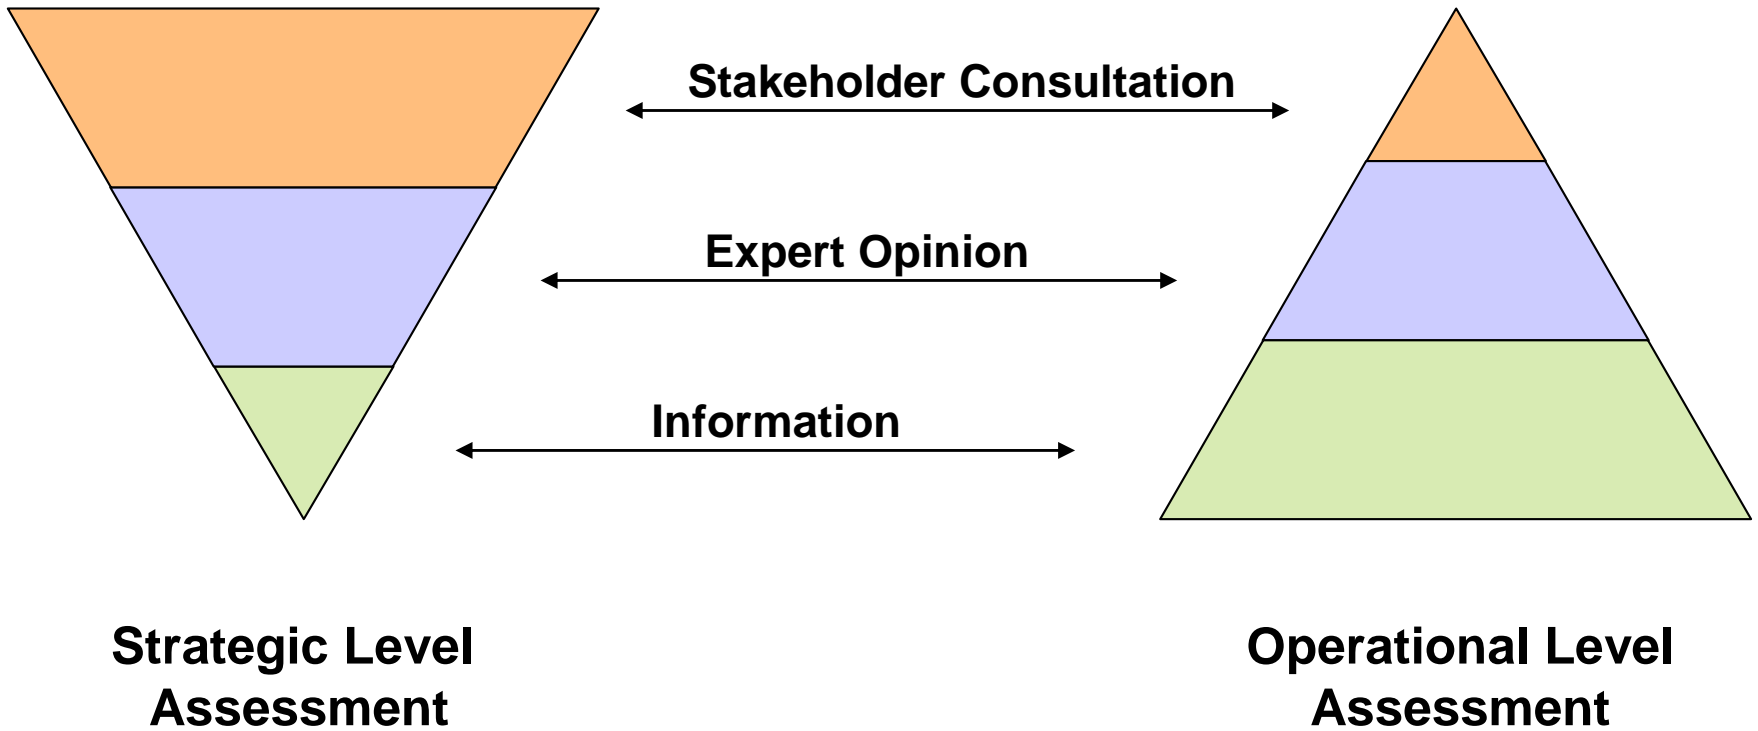 Stakeholder Consultation
Expert Opinion
Information
Strategic Level
Assessment
Operational Level
Assessment